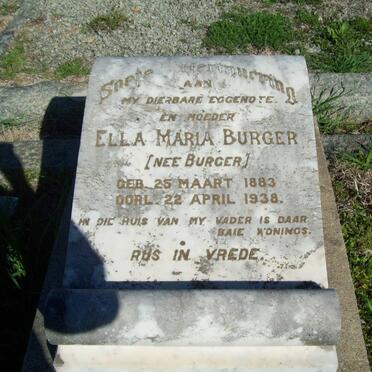 Soete Herinnering
AAN
MY DIERBARE EGGENOTE
EN MOEDER
ELLA MARIA BURGER
[NEE BURGER]
GEB. 25 MAART 1883
OORL. 22 APRIL 1938.
IN DIE HUIS VAN MY VADER IS DAAR
BAIE WONINGS.
RUS IN VREDE.